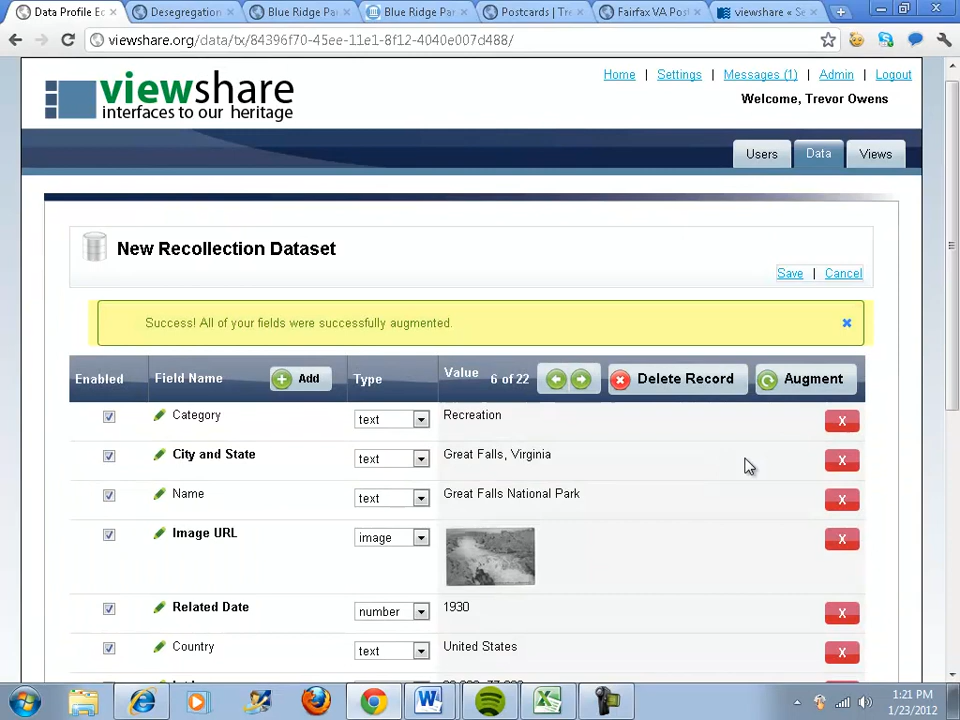 Data Profile Ec
Desegregation
Blue Ridge Par
Blue Ridge Par
Postcards | Tre
Fairfax VA Post
viewshare « Se
viewshare.org/data/tx/84396f70-45ee-11e1-8f12-4040e007d488/
viewshare
interfaces to our heritage
Home | Settings | Messages (1) | Admin | Logout
Welcome, Trevor Owens
Users Data Views
New Recollection Dataset
Save | Cancel
Success! All of your fields were successfully augmented.
Enabled Field Name Add Type Value 6 of 22 Delete Record Augment
Category text Recreation X
City and State text Great Falls, Virginia X
Name text Great Falls National Park X
Image URL image X
Related Date number 1930 X
Country text United States X
1:21 PM
1/23/2012